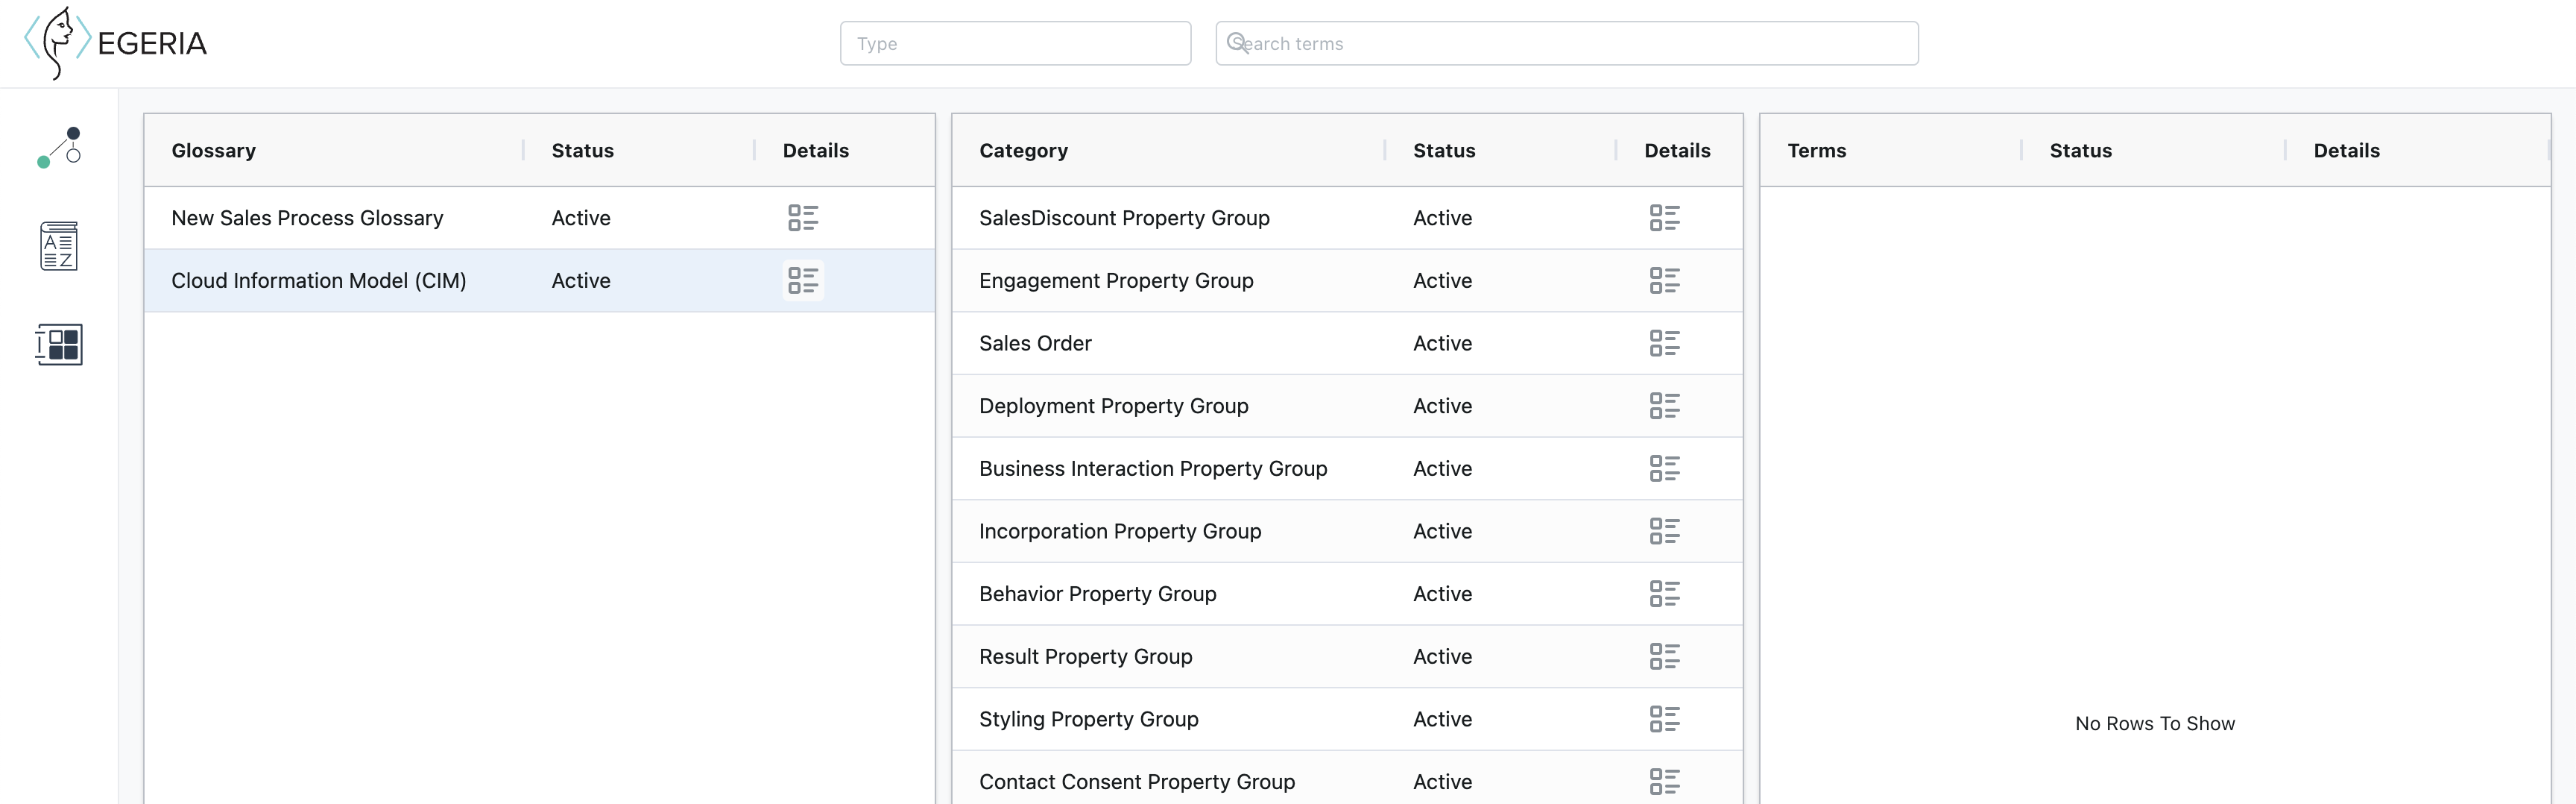 EGERIA
Type
Search terms
Glossary Status Details
New Sales Process Glossary Active
Cloud Information Model (CIM) Active
Category Status Details
SalesDiscount Property Group Active
Engagement Property Group Active
Sales Order Active
Deployment Property Group Active
Business Interaction Property Group Active
Incorporation Property Group Active
Behavior Property Group Active
Result Property Group Active
Styling Property Group Active
Contact Consent Property Group Active
Terms Status Details
No Rows To Show
A
Z